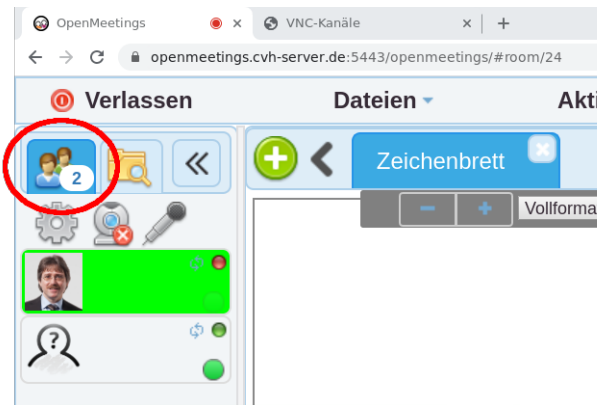 OpenMeetings
VNC-Kanäle
openmeetings.cvh-server.de:5443/openmeetings/#room/24
Verlassen Dateien Akti
2
Zeichenbrett
Vollforma